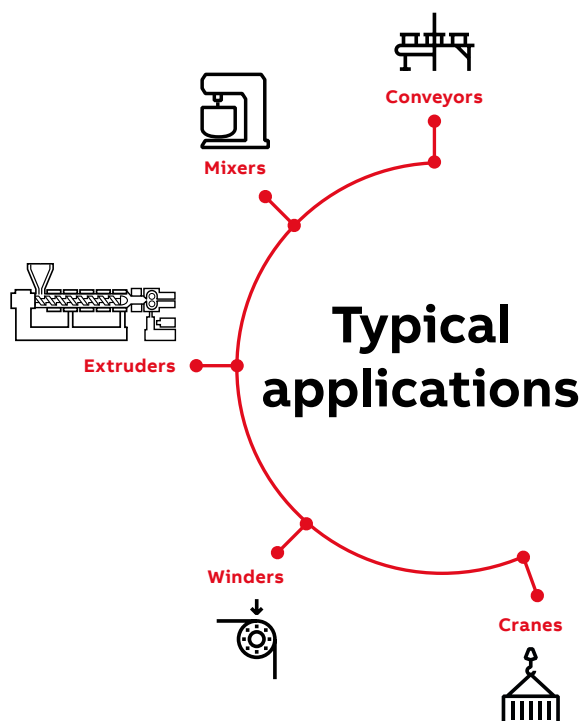 Conveyors
Mixers
Typical
applications
Extruders
Winders
Cranes